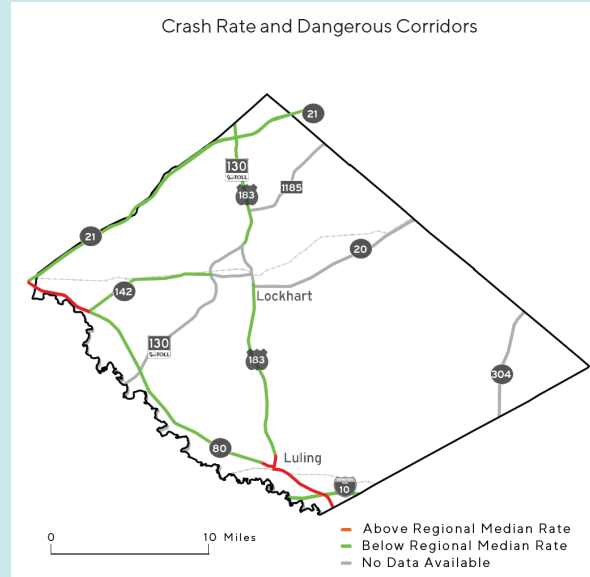 Crash Rate and Dangerous Corridors
21
130
TOLL
183
1185
21
20
142
Lockhart
130
TOLL
183
304
80
Luling
10
0 10 Miles
Above Regional Median Rate
Below Regional Median Rate
No Data Available